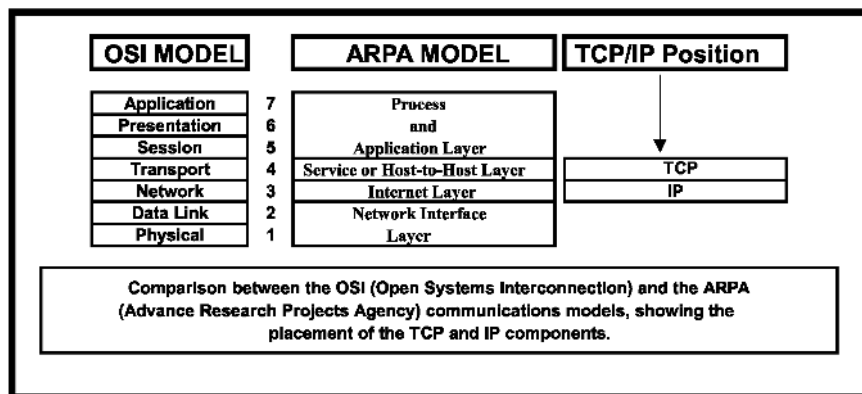 OSI MODEL ARPA MODEL TCP/IP Position
Application 7 Process
Presentation 6 and
Session 5 Application Layer
Transport 4 Service or Host-to-Host Layer TCP
Network 3 Internet Layer IP
Data Link 2 Network Interface
Physical 1 Layer
Comparison between the OSI (Open Systems Interconnection) and the ARPA
(Advance Research Projects Agency) communications models, showing the
placement of the TCP and IP components.